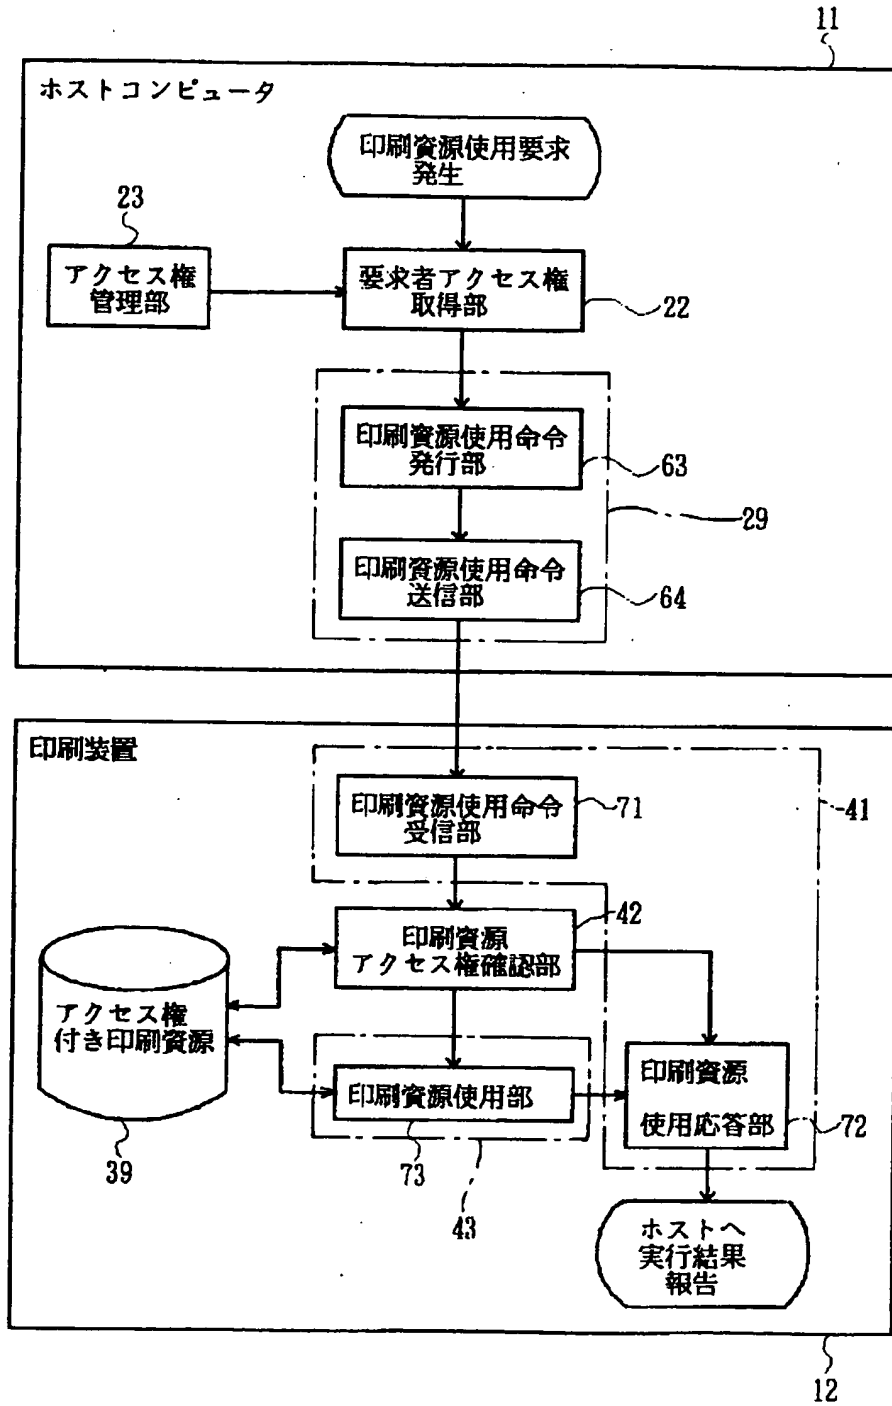 11
ホストコンピュータ
印刷資源使用要求
発生
23
アクセス権
管理部
要求者アクセス権
取得部
22
印刷資源使用命令
発行部
63
29
印刷資源使用命令
送信部
64
印刷装置
印刷資源使用命令
受信部
71
41
42
印刷資源
アクセス権確認部
アクセス権
付き印刷資源
39
印刷資源使用部
73
43
印刷資源
使用応答部
72
ホストへ
実行結果
報告
12